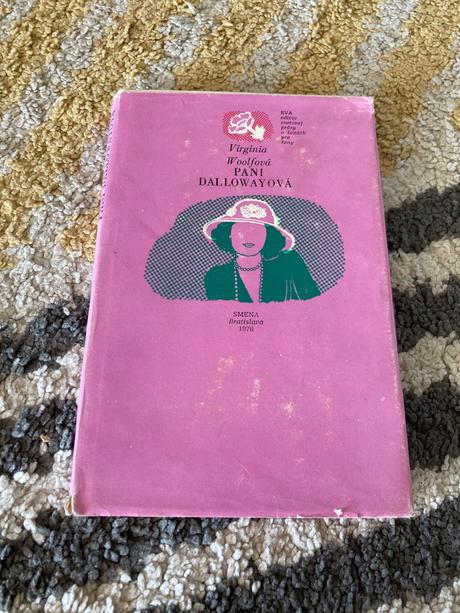 EVA
edícia
svetovej
prózy
o ženách
pre
ženy
Virginia
Woolfová
PANI
DALLOWAYOVÁ
SMENA
Bratislava
1976